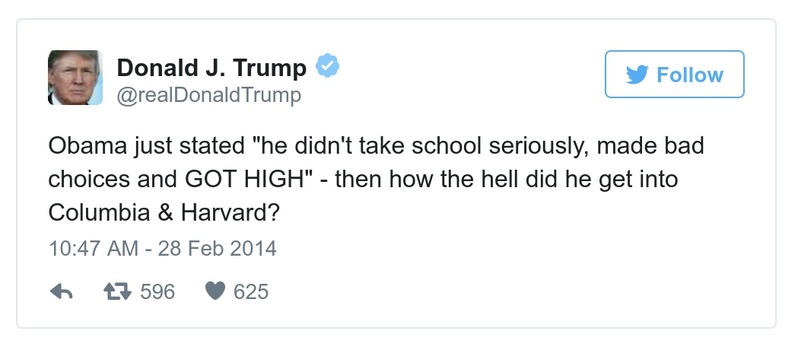 Donald J. Trump
Follow
@realDonaldTrump
Obama just stated "he didn't take school seriously, made bad
choices and GOT HIGH" - then how the hell did he get into
Columbia & Harvard?
10:47 AM - 28 Feb 2014
596 625